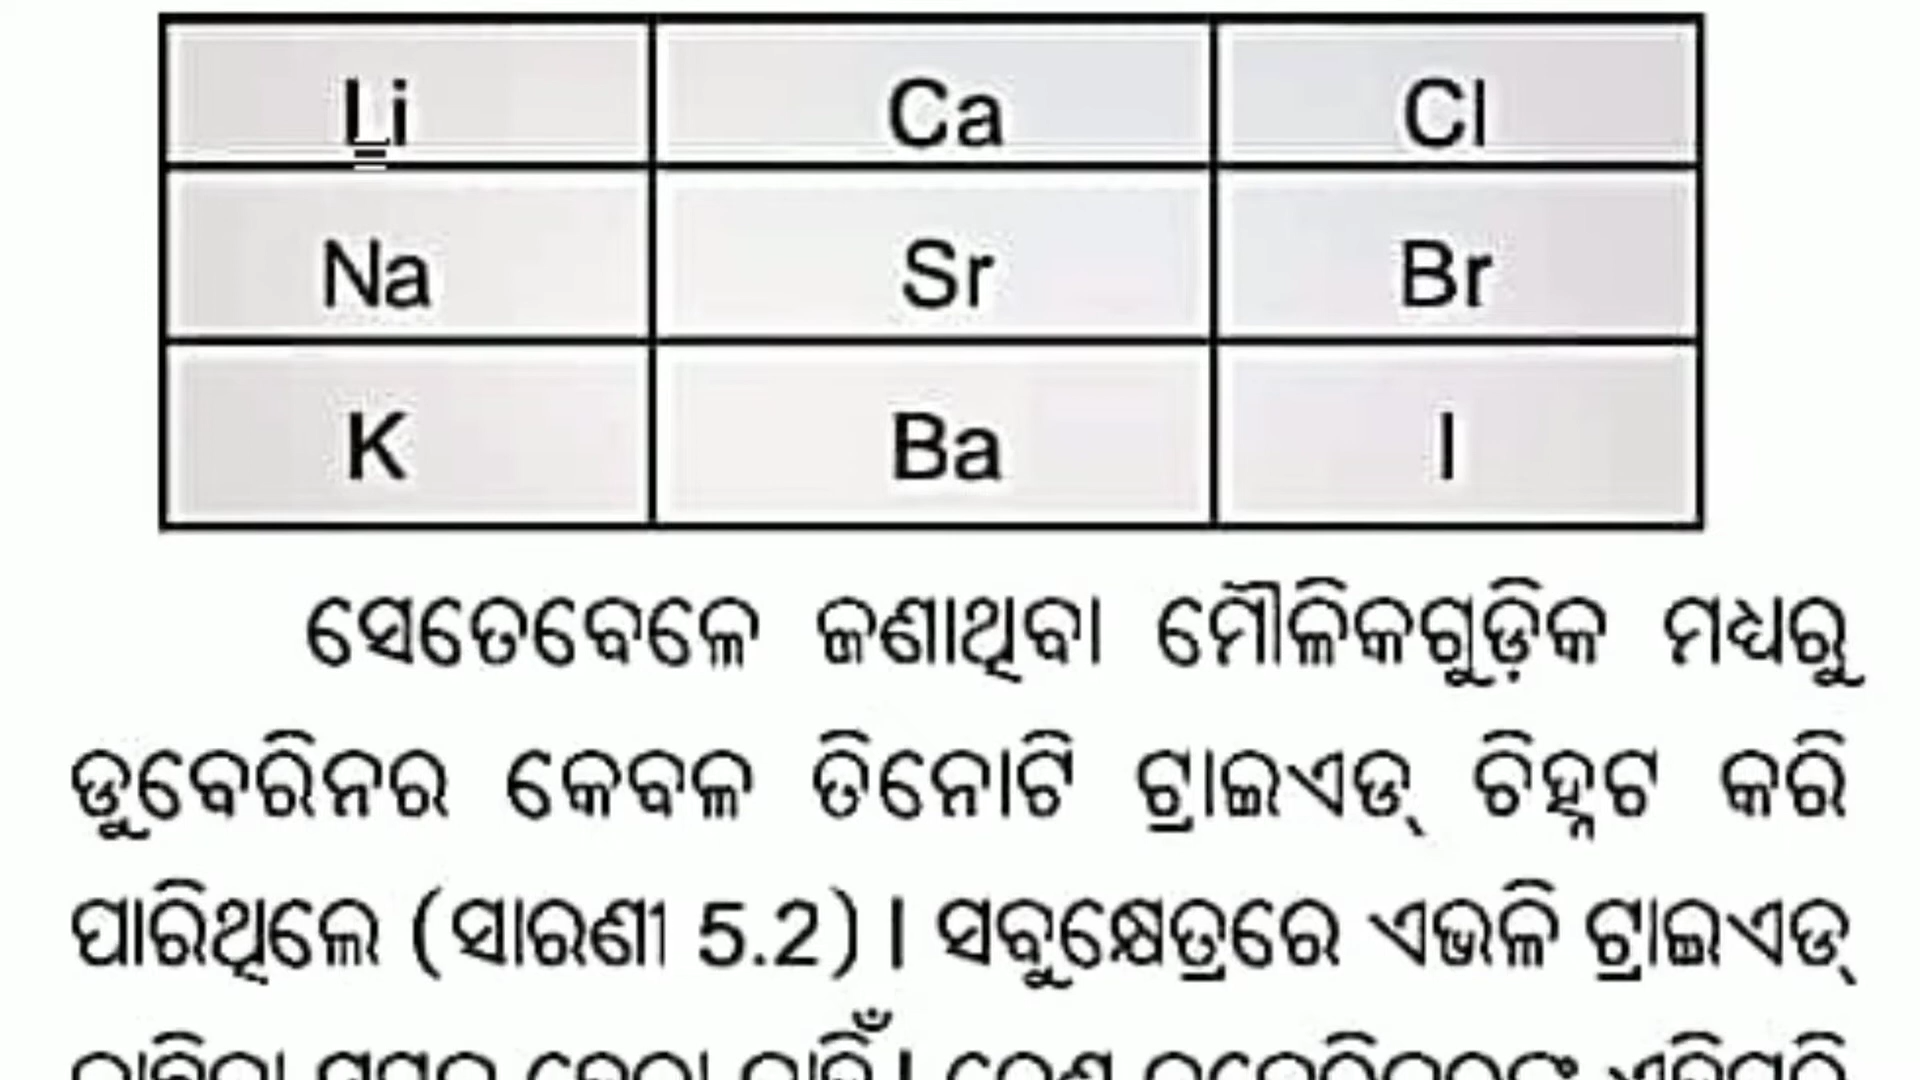 Li Ca Cl
Na Sr Br
K Ba I
ସେତେବେଳେ ଜଣାଥିବା ମୌଳିକଗୁଡ଼ିକ ମଧ୍ୟରୁ
ଡୁବେରିନର କେବଳ ତିନୋଟି ଟ୍ରାଇଏଡ୍ ଚିହ୍ନଟ କରି
ପାରିଥିଲେ (ସାରଣୀ 5.2) । ସବୁକ୍ଷେତ୍ରରେ ଏଭଳି ଟ୍ରାଇଏଡ୍